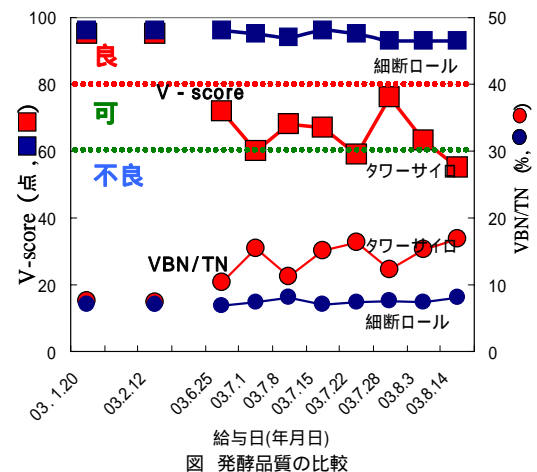 100
80
60
40
20
0
50
40
30
20
10
0
V-score (点, )
VBN/TN (%, )
良
可
不良
V - score
細断ロール
タワーサイロ
VBN/TN
タワーサイロ
細断ロール
03.1.20
03.2.12
03.6.25
03.7.1
03.7.8
03.7.15
03.7.22
03.7.28
03.8.3
03.8.14
給与日(年月日)
図 発酵品質の比較